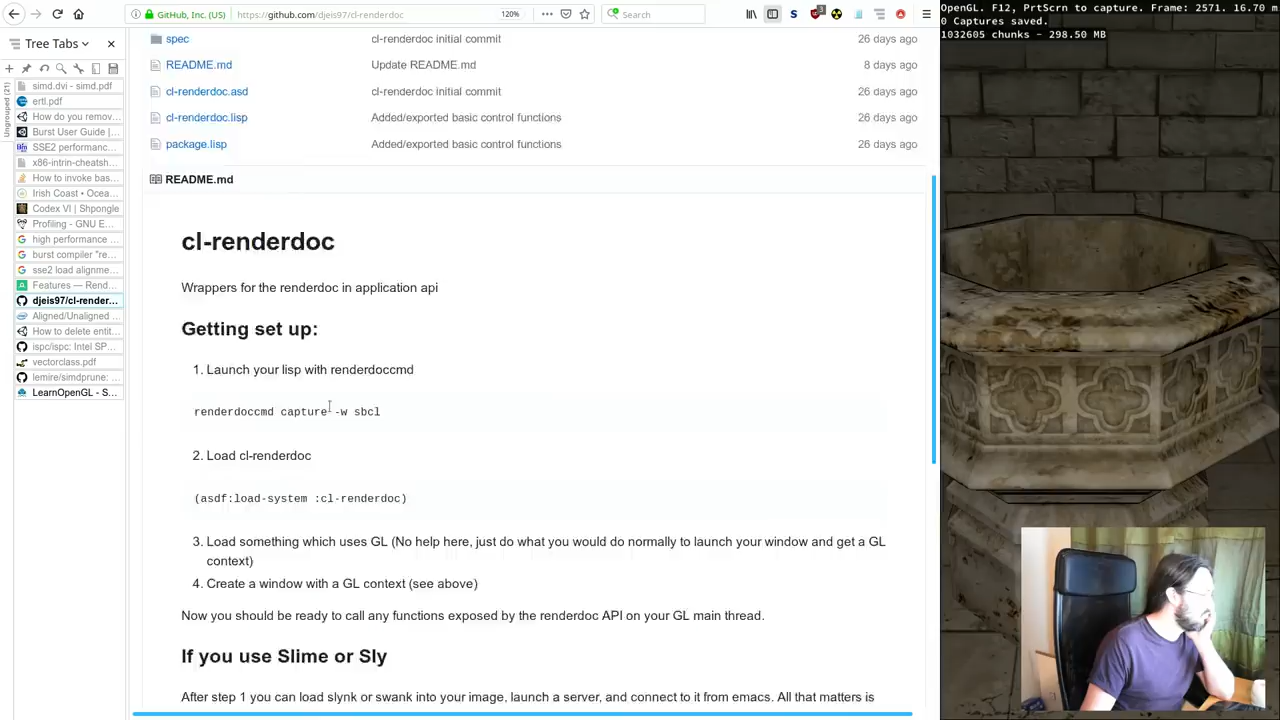 GitHub, Inc. (US)
https://github.com/djeis97/cl-renderdoc
120%
Search
Tree Tabs
Ungrouped (21)
simd.dvi - simd.pdf
ertl.pdf
How do you remov...
Burst User Guide |...
SSE2 performanc...
x86-intrin-cheatsh...
How to invoke bas...
Irish Coast • Ocea...
Codex VI | Shpongle
Profiling - GNU E...
high performance ...
burst compiler "re...
sse2 load alignme...
Features — Rend...
djeis97/cl-render...
Aligned/Unaligned ...
How to delete entit...
ispc/ispc: Intel SP...
vectorclass.pdf
lemire/simdprune: ...
LearnOpenGL - S...
spec cl-renderdoc initial commit 26 days ago
README.md Update README.md 8 days ago
cl-renderdoc.asd cl-renderdoc initial commit 26 days ago
cl-renderdoc.lisp Added/exported basic control functions 26 days ago
package.lisp Added/exported basic control functions 26 days ago
README.md
cl-renderdoc
Wrappers for the renderdoc in application api
Getting set up:
1. Launch your lisp with renderdoccmd
renderdoccmd capture -w sbcl
2. Load cl-renderdoc
(asdf:load-system :cl-renderdoc)
3. Load something which uses GL (No help here, just do what you would do normally to launch your window and get a GL
context)
4. Create a window with a GL context (see above)
Now you should be ready to call any functions exposed by the renderdoc API on your GL main thread.
If you use Slime or Sly
After step 1 you can load slynk or swank into your image, launch a server, and connect to it from emacs. All that matters is
OpenGL. F12, PrtScrn to capture. Frame: 2571. 16.70 m
0 Captures saved.
1032605 chunks - 298.50 MB